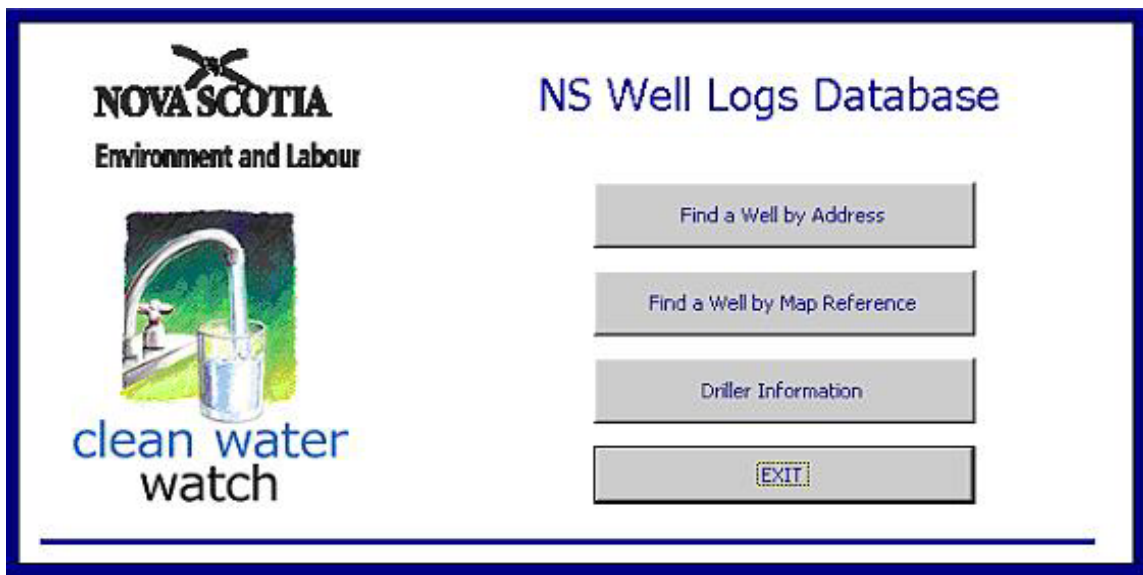 NOVA SCOTIA
Environment and Labour
clean water
watch
NS Well Logs Database
Find a Well by Address
Find a Well by Map Reference
Driller Information
EXIT